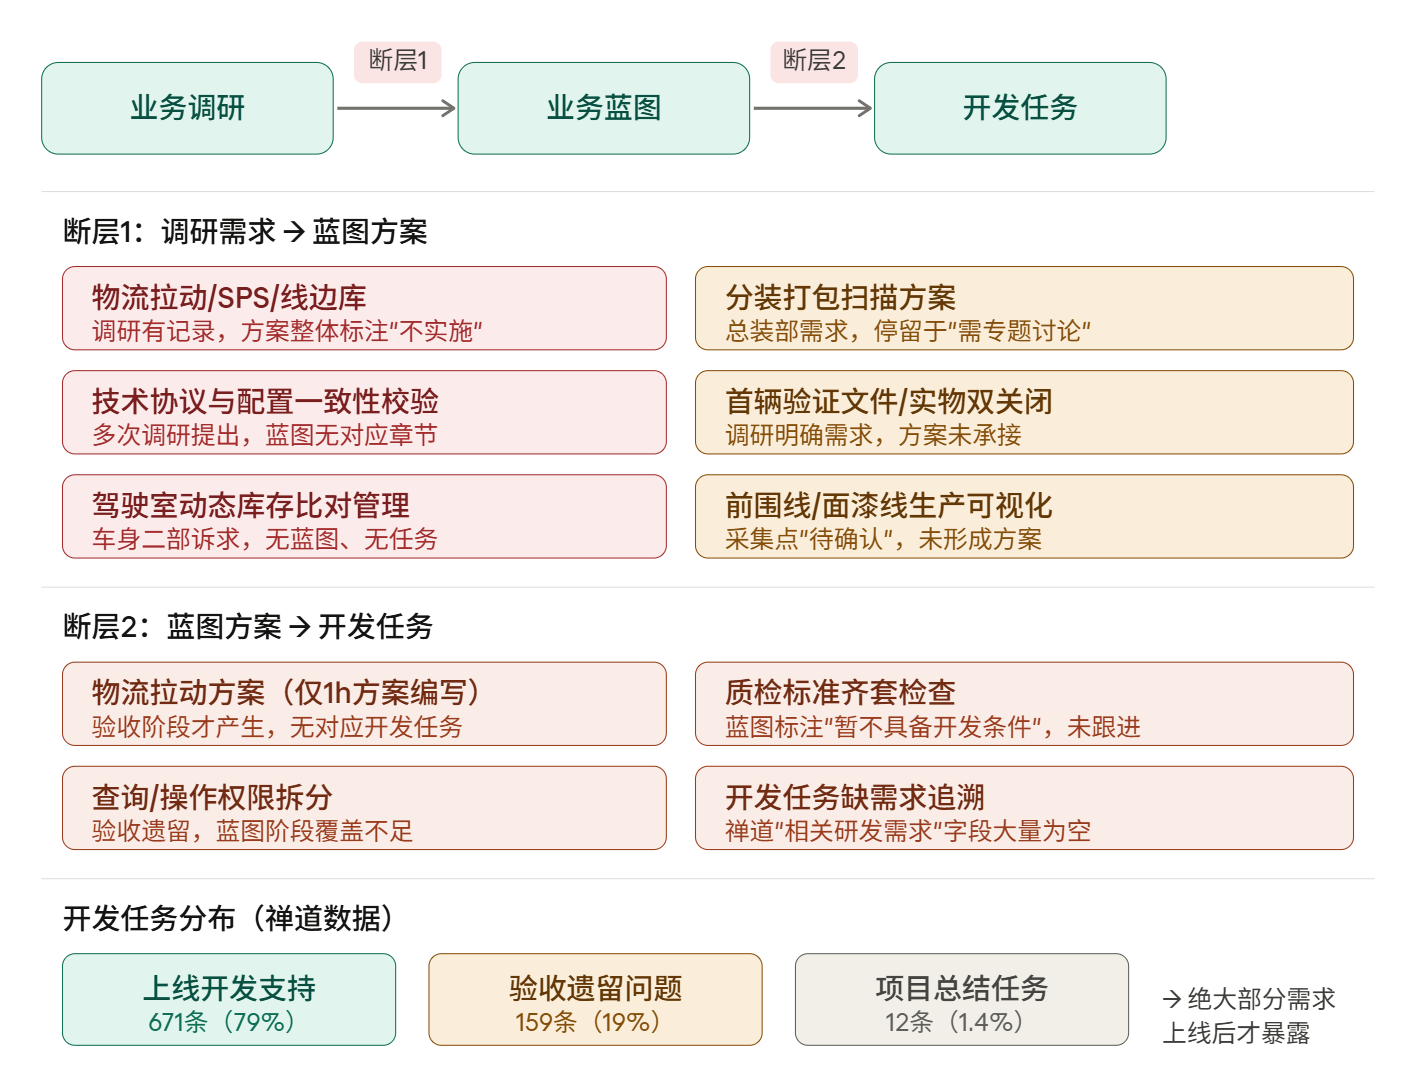 断层1
断层2
业务调研
业务蓝图
开发任务
断层1：调研需求 → 蓝图方案
物流拉动/SPS/线边库
调研有记录，方案整体标注"不实施"
分装打包扫描方案
总装部需求，停留于"需专题讨论"
技术协议与配置一致性校验
多次调研提出，蓝图无对应章节
首辆验证文件/实物双关闭
调研明确需求，方案未承接
驾驶室动态库存比对管理
车身二部诉求，无蓝图、无任务
前围线/面漆线生产可视化
采集点"待确认"，未形成方案
断层2：蓝图方案 → 开发任务
物流拉动方案（仅1h方案编写）
验收阶段才产生，无对应开发任务
质检标准齐套检查
蓝图标注"暂不具备开发条件"，未跟进
查询/操作权限拆分
验收遗留，蓝图阶段覆盖不足
开发任务缺需求追溯
禅道"相关研发需求"字段大量为空
开发任务分布（禅道数据）
上线开发支持
671条（79%）
验收遗留问题
159条（19%）
项目总结任务
12条（1.4%）
→ 绝大部分需求
上线后才暴露